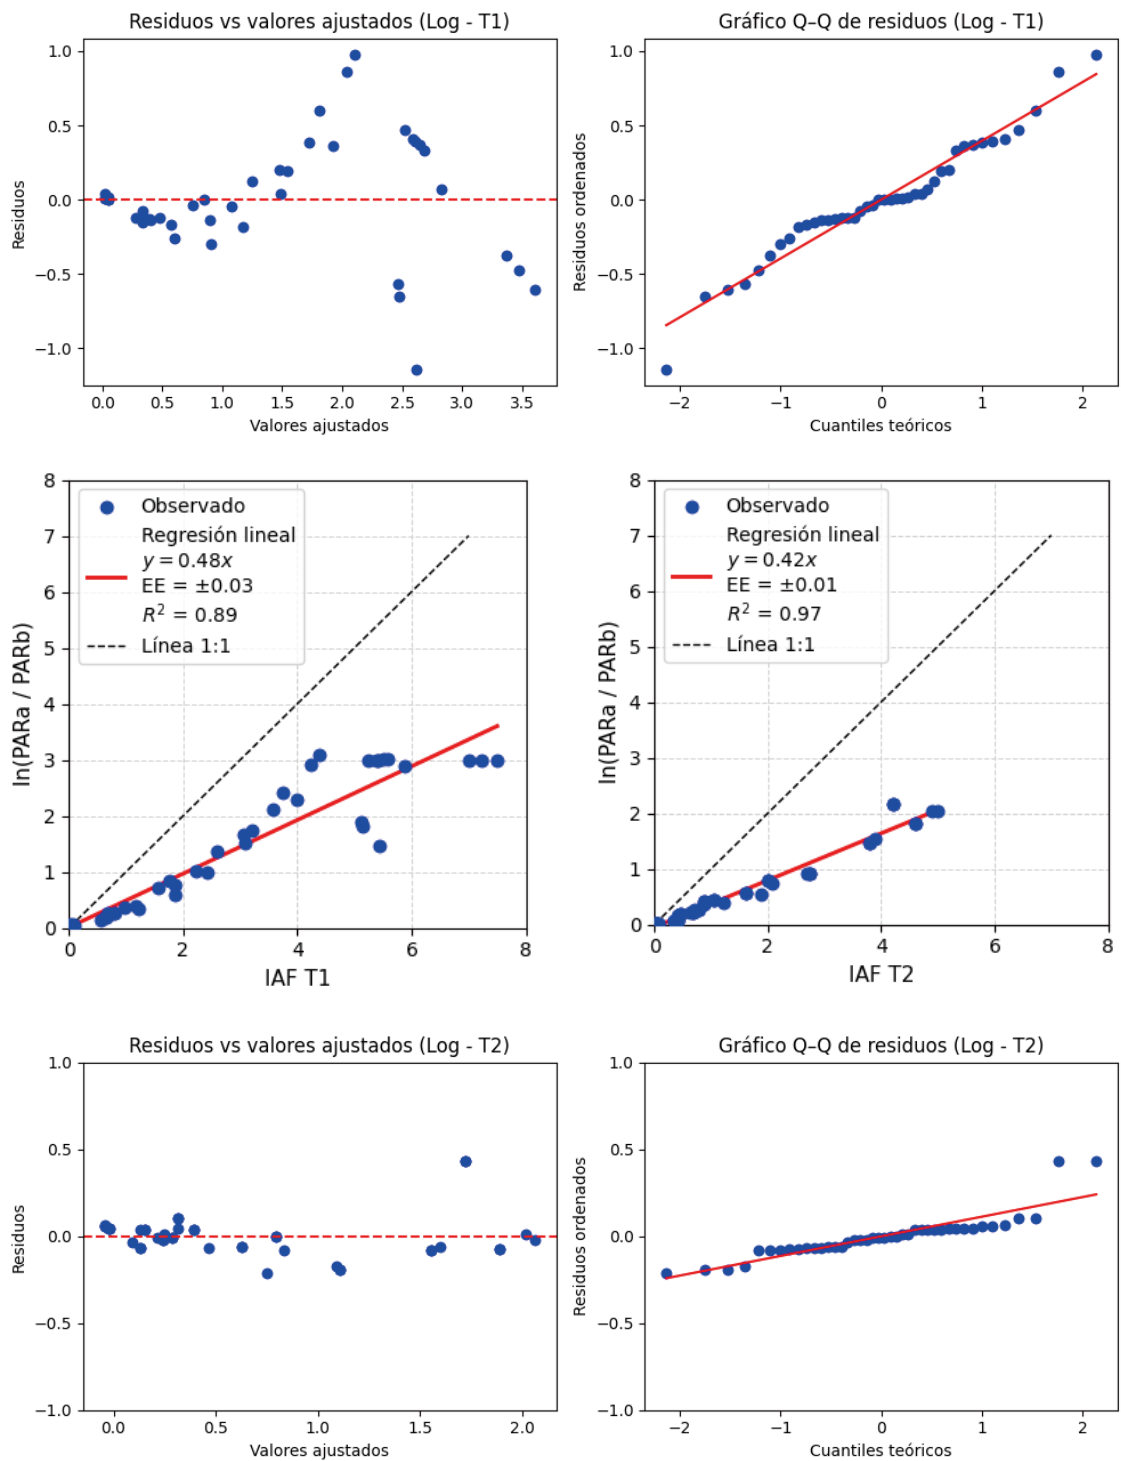 Residuos vs valores ajustados (Log - T1)
1.0
0.5
0.0
−0.5
−1.0
Residuos
0.0 0.5 1.0 1.5 2.0 2.5 3.0 3.5
Valores ajustados
Gráfico Q–Q de residuos (Log - T1)
1.0
0.5
0.0
−0.5
−1.0
Residuos ordenados
−2 −1 0 1 2
Cuantiles teóricos
8
7
6
5
4
3
2
1
0
ln(PARa / PARb)
Observado
Regresión lineal
y = 0.48x
EE = ±0.03
R² = 0.89
Línea 1:1
0 2 4 6 8
IAF T1
8
7
6
5
4
3
2
1
0
ln(PARa / PARb)
Observado
Regresión lineal
y = 0.42x
EE = ±0.01
R² = 0.97
Línea 1:1
0 2 4 6 8
IAF T2
Residuos vs valores ajustados (Log - T2)
1.0
0.5
0.0
−0.5
−1.0
Residuos
0.0 0.5 1.0 1.5 2.0
Valores ajustados
Gráfico Q–Q de residuos (Log - T2)
1.0
0.5
0.0
−0.5
−1.0
Residuos ordenados
−2 −1 0 1 2
Cuantiles teóricos